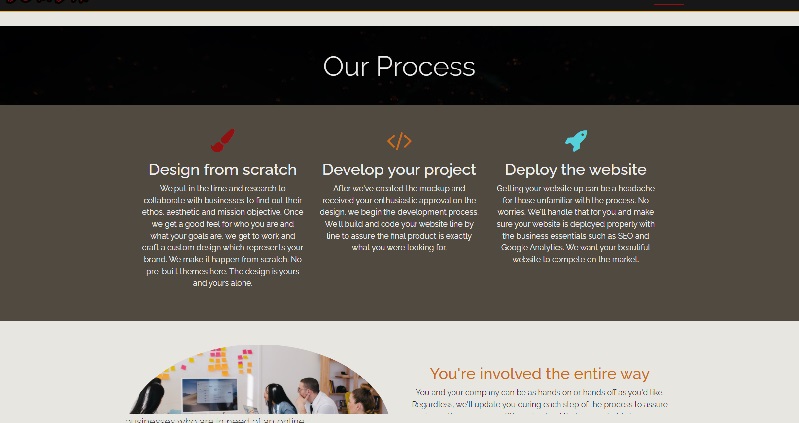 Our Process
Design from scratch
We put in the time and research to
collaborate with businesses to find out their
ethos, aesthetic and mission objective. Once
we get a good feel for who you are and
what your goals are, we get to work and
craft a custom design which represents your
brand. We make it happen from scratch. No
pre-built themes here. The design is yours
and yours alone.
Develop your project
After we've created the mockup and
received your enthusiastic approval on the
design, we begin the development process
We'll build and code your website line by
line to assure the final product is exactly
what you were looking for.
Deploy the website
Getting your website up can be a headache
for those unfamiliar with the process. No
worries. We'll handle that for you and make
sure your website is deployed properly with
the business essentials such as SEO and
Google Analytics. We want your beautiful
website to compete on the market.
businesses who are in need of an online
You're involved the entire way
You and your company can be as hands on or hands off as you'd like.
Regardless, we'll update you during each step of the process to assure